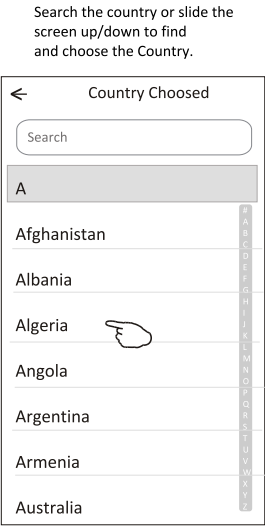 Search the country or slide the
screen up/down to find
and choose the Country.
Country Choosed
Search
A
Afghanistan
Albania
Algeria
Angola
Argentina
Armenia
Australia
#
A
B
C
D
E
F
G
H
I
J
K
L
M
N
O
P
Q
R
S
T
U
V
W
X
Y
Z